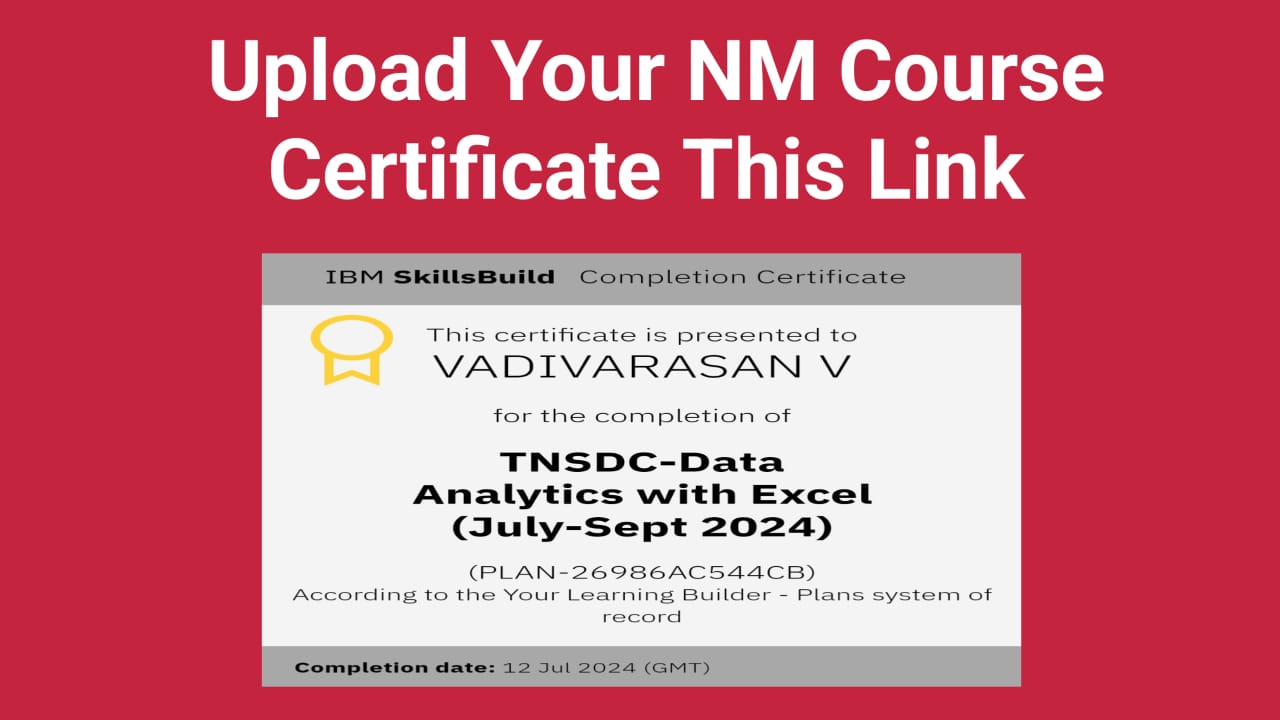 Upload Your NM Course
Certificate This Link
IBM SkillsBuild Completion Certificate
This certificate is presented to
VADIVARASAN V
for the completion of
TNSDC-Data
Analytics with Excel
(July-Sept 2024)
(PLAN-26986AC544CB)
According to the Your Learning Builder - Plans system of
record
Completion date: 12 Jul 2024 (GMT)